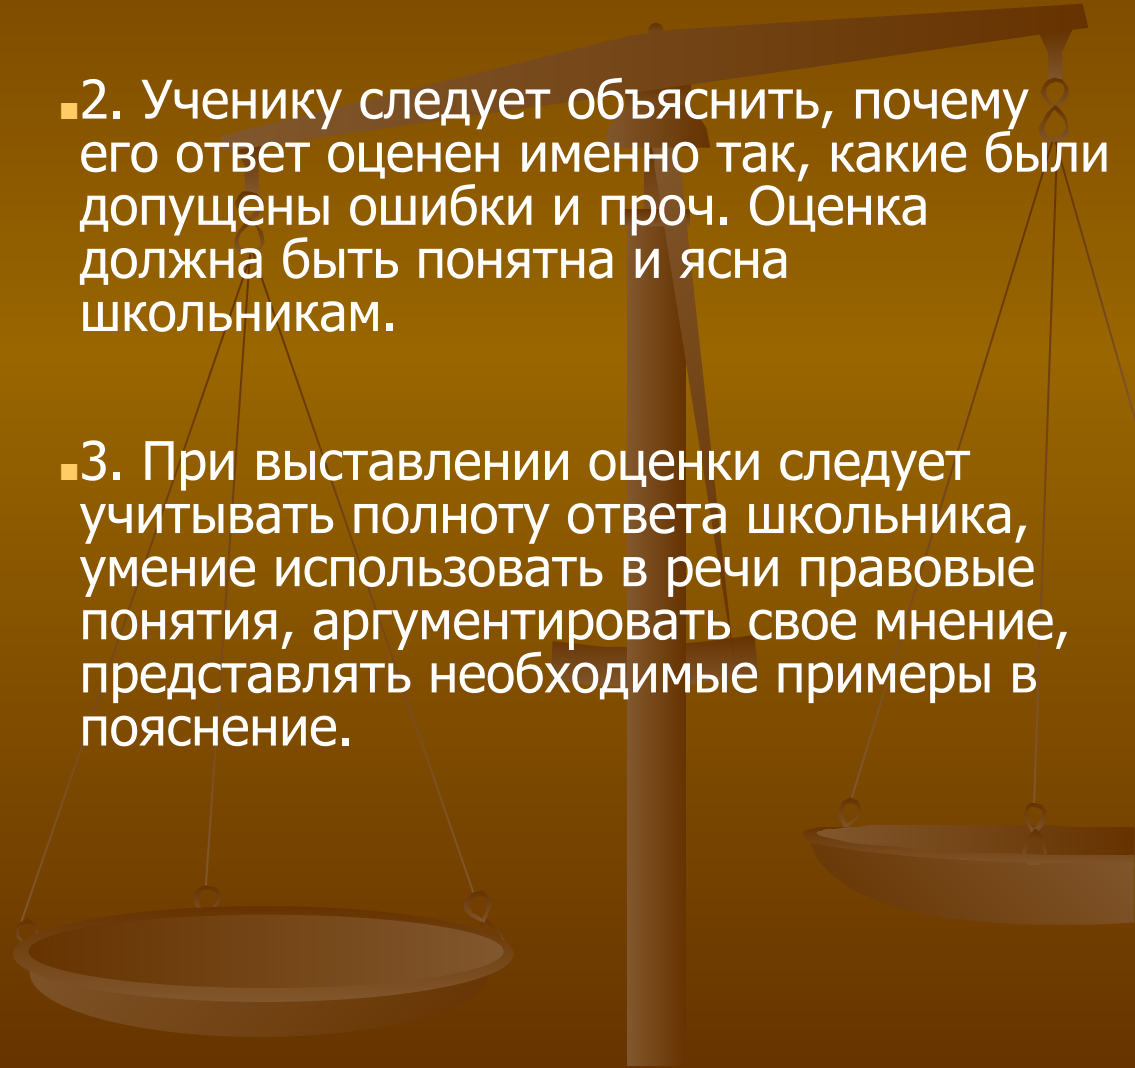 2. Ученику следует объяснить, почему
его ответ оценен именно так, какие были
допущены ошибки и проч. Оценка
должна быть понятна и ясна
школьникам.
3. При выставлении оценки следует
учитывать полноту ответа школьника,
умение использовать в речи правовые
понятия, аргументировать свое мнение,
представлять необходимые примеры в
пояснение.